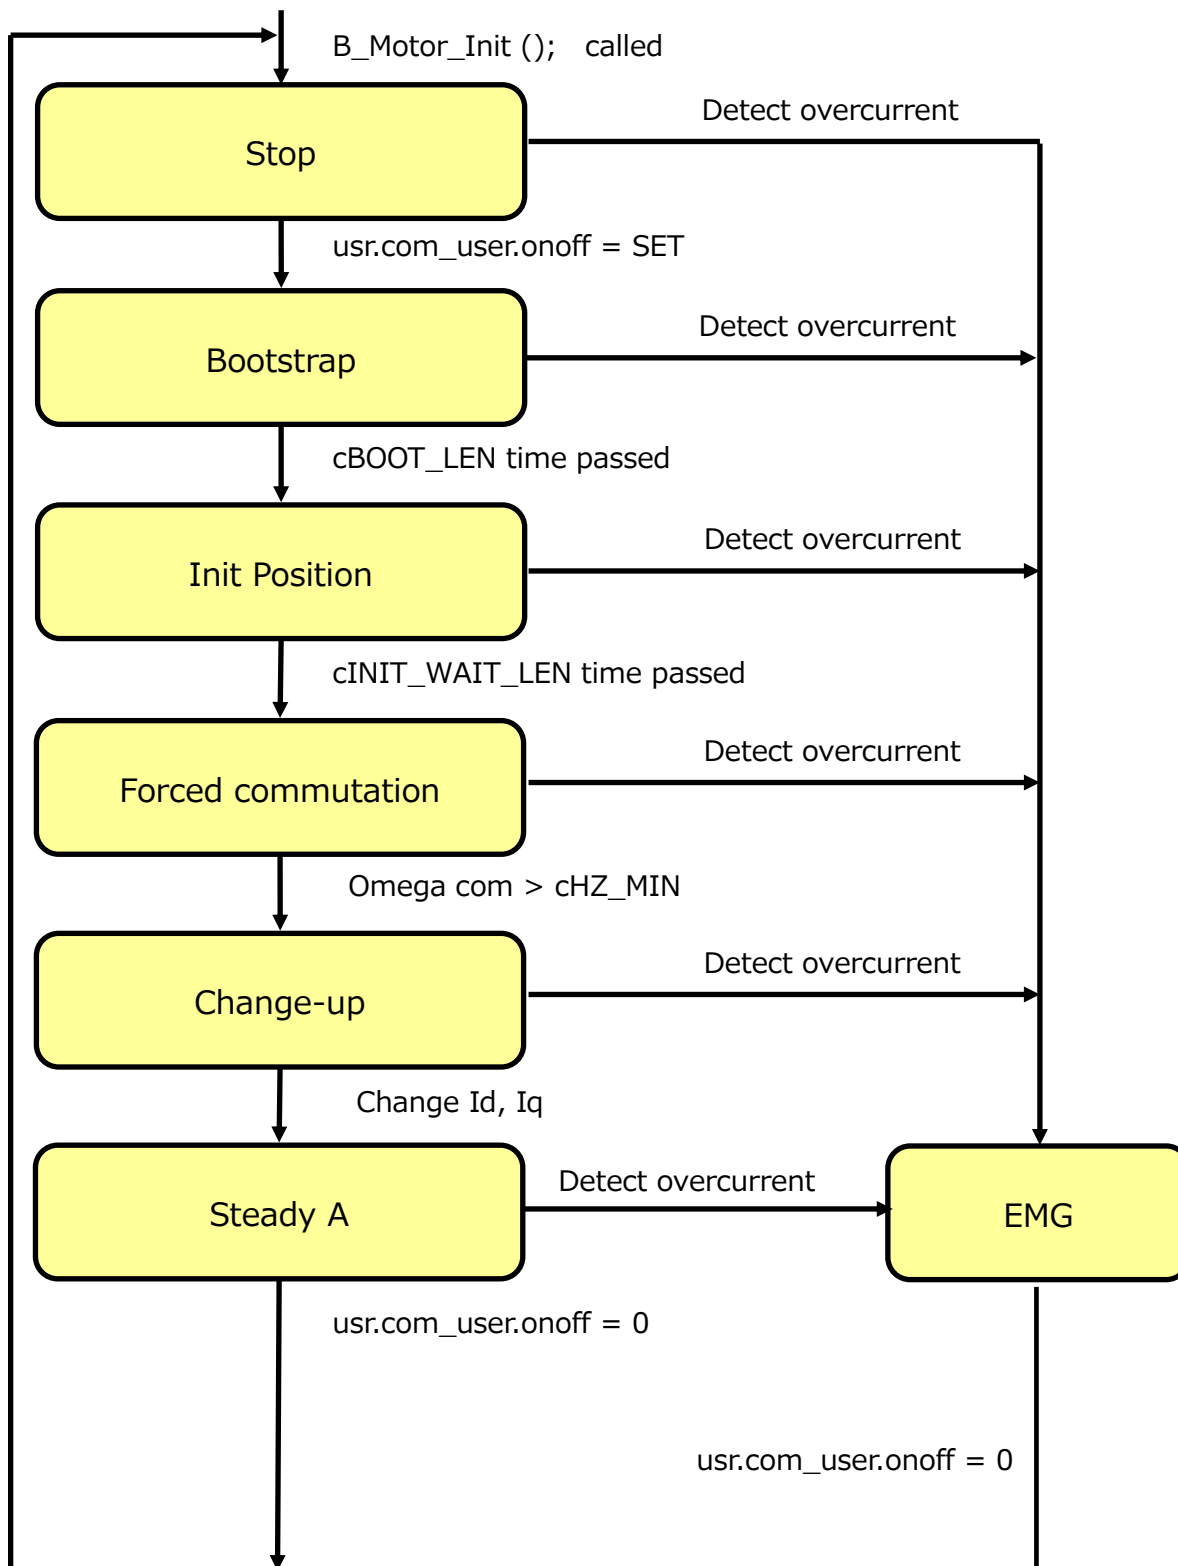 B_Motor_Init ();   called
Detect overcurrent
Stop
usr.com_user.onoff = SET
Detect overcurrent
Bootstrap
cBOOT_LEN time passed
Detect overcurrent
Init Position
cINIT_WAIT_LEN time passed
Detect overcurrent
Forced commutation
Omega com > cHZ_MIN
Detect overcurrent
Change-up
Change Id, Iq
Detect overcurrent
Steady A
EMG
usr.com_user.onoff = 0
usr.com_user.onoff = 0